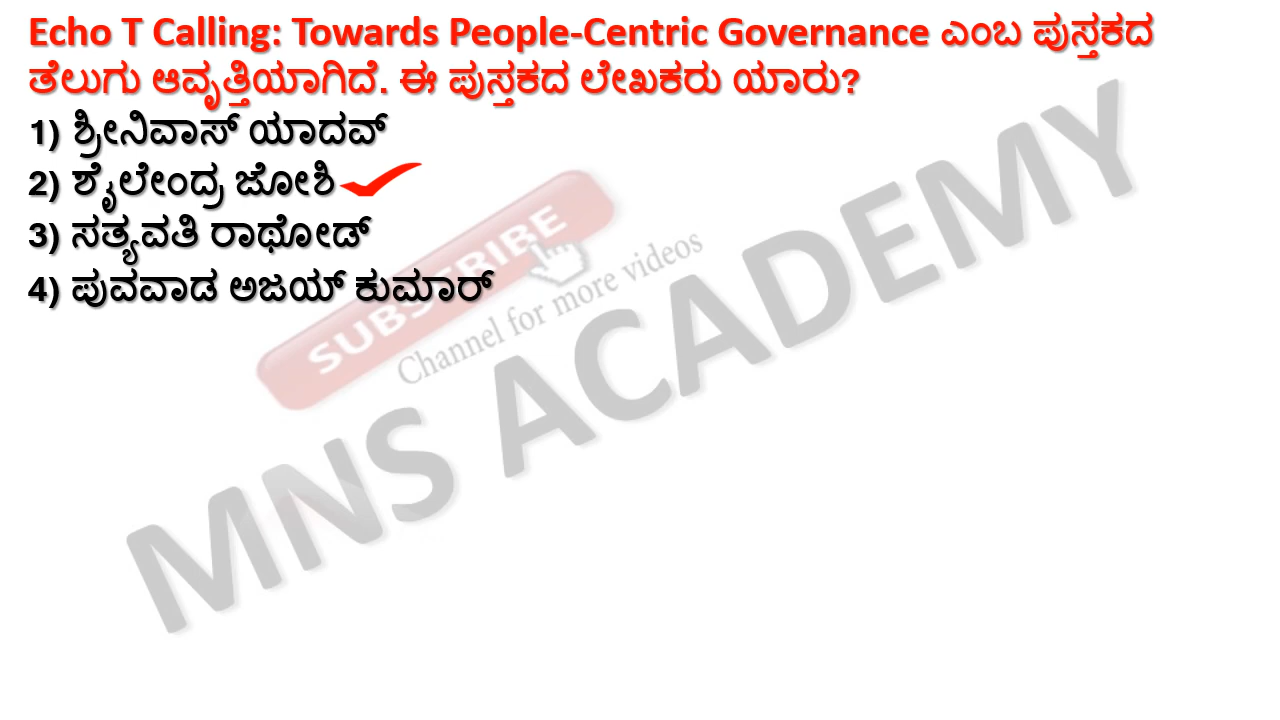 Echo T Calling: Towards People-Centric Governance ಎಂಬ ಪುಸ್ತಕದ
ತೆಲುಗು ಆವೃತ್ತಿಯಾಗಿದೆ. ಈ ಪುಸ್ತಕದ ಲೇಖಕರು ಯಾರು?
1) ಶ್ರೀನಿವಾಸ್ ಯಾದವ್
2) ಶೈಲೇಂದ್ರ ಜೋಶಿ
3) ಸತ್ಯವತಿ ರಾಥೋಡ್
4) ಪುವವಾಡ ಅಜಯ್ ಕುಮಾರ್
SUBSCRIBE
Channel for more videos
MNS ACADEMY